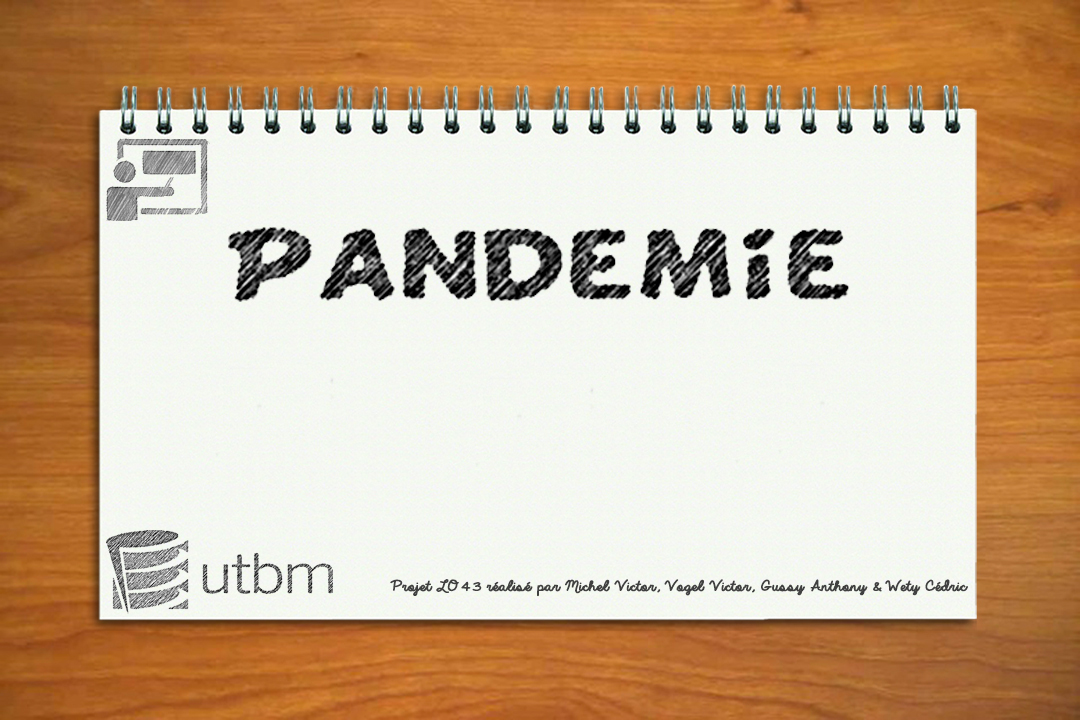 PANDEMiE
utbm
Projet LO43 réalisé par Michel Victor, Vogel Victor, Gussy Anthony & Wety Cédric